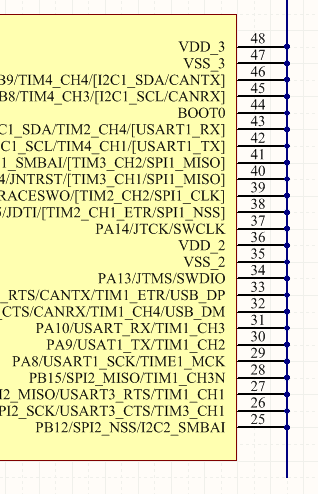 VDD_3 48
VSS_3 47
B9/TIM4_CH4/[I2C1_SDA/CANTX] 46
B8/TIM4_CH3/[I2C1_SCL/CANRX] 45
BOOT0 44
C1_SDA/TIM2_CH4/[USART1_RX] 43
C1_SCL/TIM4_CH1/[USART1_TX] 42
1_SMBAI/[TIM3_CH2/SPI1_MISO] 41
4/JNTRST/[TIM3_CH1/SPI1_MISO] 40
RACESWO/[TIM2_CH2/SPI1_CLK] 39
5/JDTI/[TIM2_CH1_ETR/SPI1_NSS] 38
PA14/JTCK/SWCLK 37
VDD_2 36
VSS_2 35
PA13/JTMS/SWDIO 34
_RTS/CANTX/TIM1_ETR/USB_DP 33
_CTS/CANRX/TIM1_CH4/USB_DM 32
PA10/USART_RX/TIM1_CH3 31
PA9/USAT1_TX/TIM1_CH2 30
PA8/USART1_SCK/TIME1_MCK 29
PB15/SPI2_MISO/TIM1_CH3N 28
I2_MISO/USART3_RTS/TIM1_CH1 27
PI2_SCK/USART3_CTS/TIM3_CH1 26
PB12/SPI2_NSS/I2C2_SMBAI 25